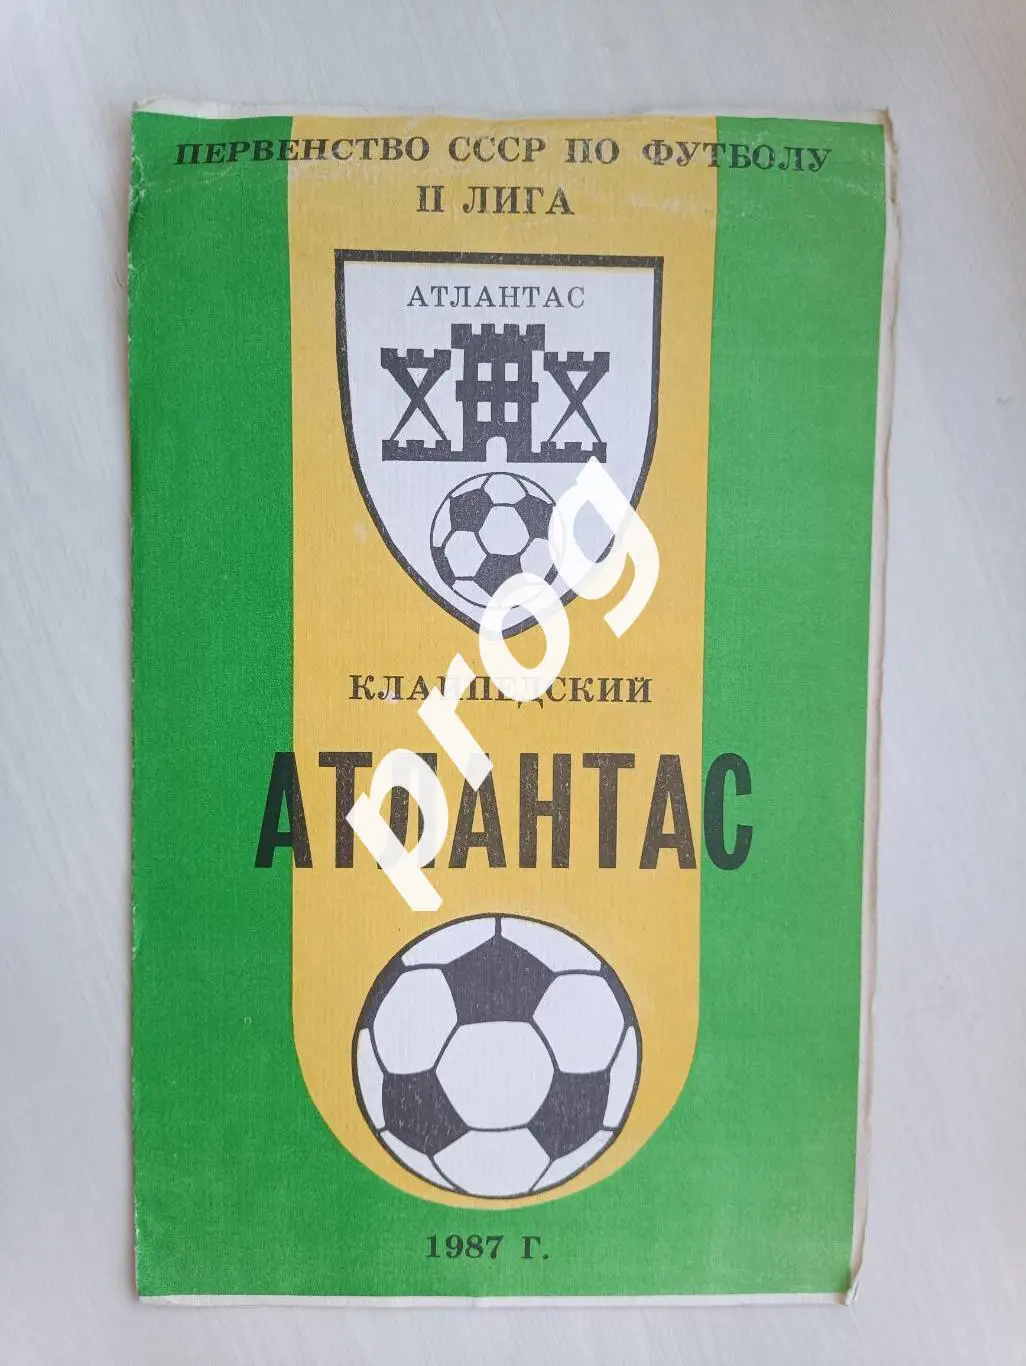 ПЕРВЕНСТВО СССР ПО ФУТБОЛУ
II ЛИГА
АТЛАНТАС
КЛАЙПЕДСКИЙ
АТЛАНТАС
prog
1987 Г.